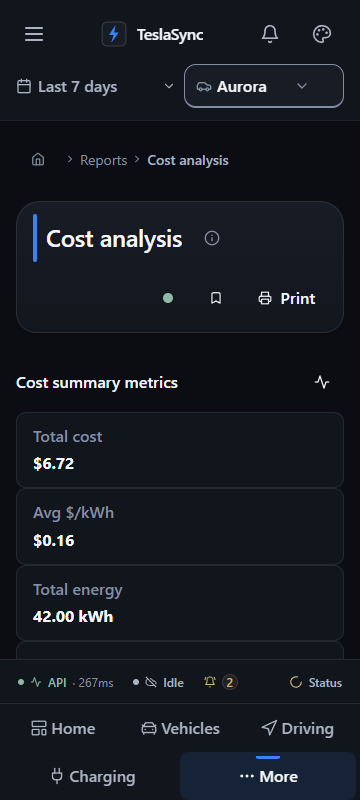 TeslaSync
Last 7 days
Aurora
Reports
Cost analysis
Cost analysis
Print
Cost summary metrics
Total cost
$6.72
Avg $/kWh
$0.16
Total energy
42.00 kWh
API · 267ms
Idle
2
Status
Home
Vehicles
Driving
Charging
More